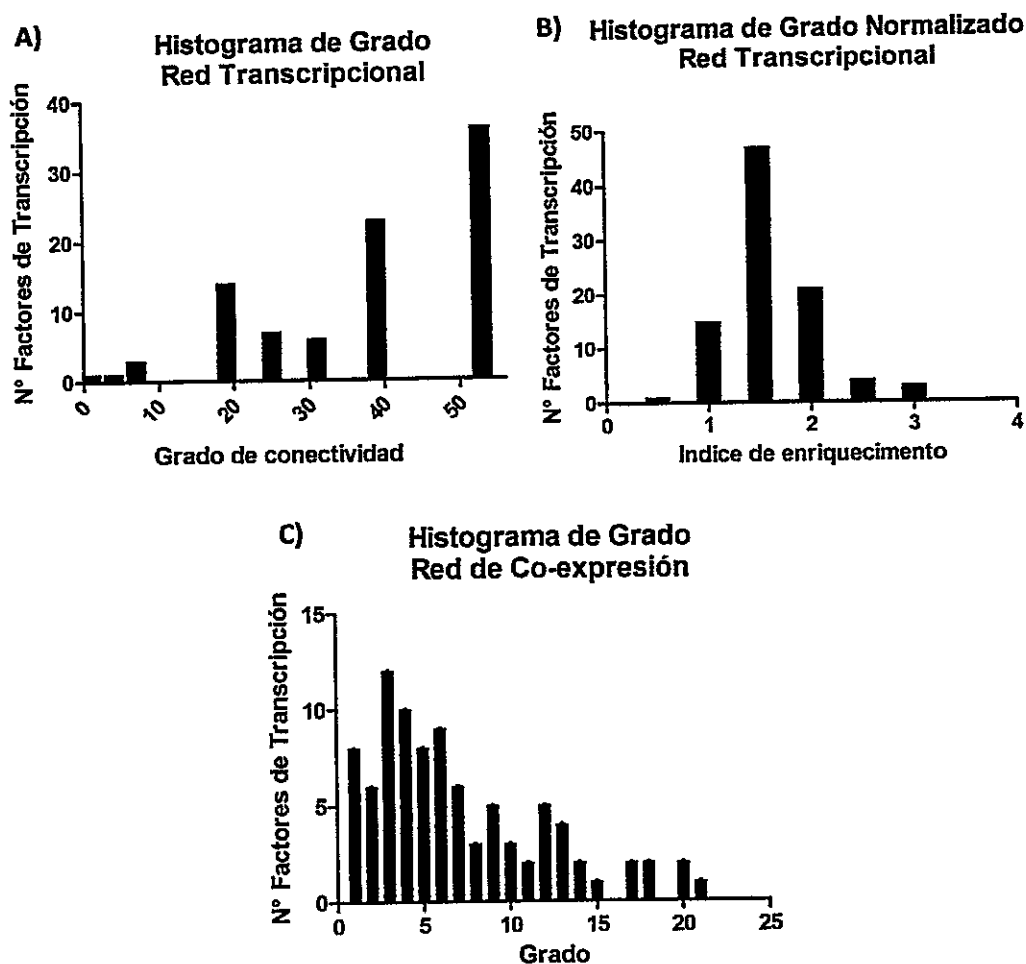 A)
Histograma de Grado
Red Transcripcional
N° Factores de Transcripción
40
30
20
10
0
0
10
20
30
40
50
Grado de conectividad
B)
Histograma de Grado Normalizado
Red Transcripcional
N° Factores de Transcripción
50
40
30
20
10
0
0
1
2
3
4
Indice de enriquecimento
C)
Histograma de Grado
Red de Co-expresión
N° Factores de Transcripción
15
10
5
0
0
5
10
15
20
25
Grado